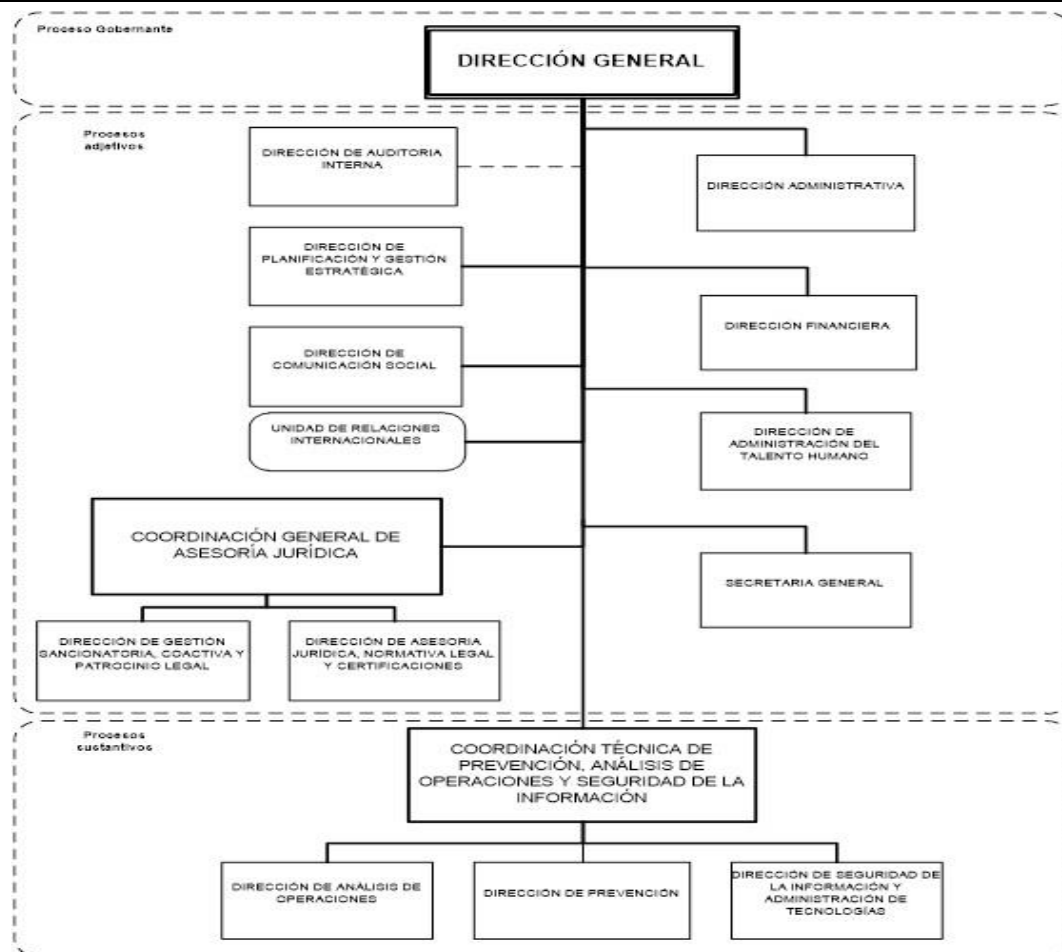 Proceso Gobernante
DIRECCIÓN GENERAL
Procesos
adjetivos
DIRECCIÓN DE AUDITORIA
INTERNA
DIRECCIÓN ADMINISTRATIVA
DIRECCIÓN DE
PLANIFICACIÓN Y GESTIÓN
ESTRATÉGICA
DIRECCIÓN FINANCIERA
DIRECCIÓN DE
COMUNICACIÓN SOCIAL
UNIDAD DE RELACIONES
INTERNACIONALES
DIRECCIÓN DE
ADMINISTRACIÓN DEL
TALENTO HUMANO
COORDINACIÓN GENERAL DE
ASESORÍA JURÍDICA
SECRETARIA GENERAL
DIRECCIÓN DE GESTIÓN
SANCIONATORIA, COACTIVA Y
PATROCINIO LEGAL
DIRECCIÓN DE ASESORIA
JURÍDICA, NORMATIVA LEGAL
Y CERTIFICACIONES
Procesos
sustantivos
COORDINACIÓN TÉCNICA DE
PREVENCIÓN, ANÁLISIS DE
OPERACIONES Y SEGURIDAD DE LA
INFORMACIÓN
DIRECCIÓN DE ANÁLISIS DE
OPERACIONES
DIRECCIÓN DE PREVENCIÓN
DIRECCIÓN DE SEGURIDAD DE
LA INFORMACIÓN Y
ADMINISTRACIÓN DE
TECNOLOGÍAS